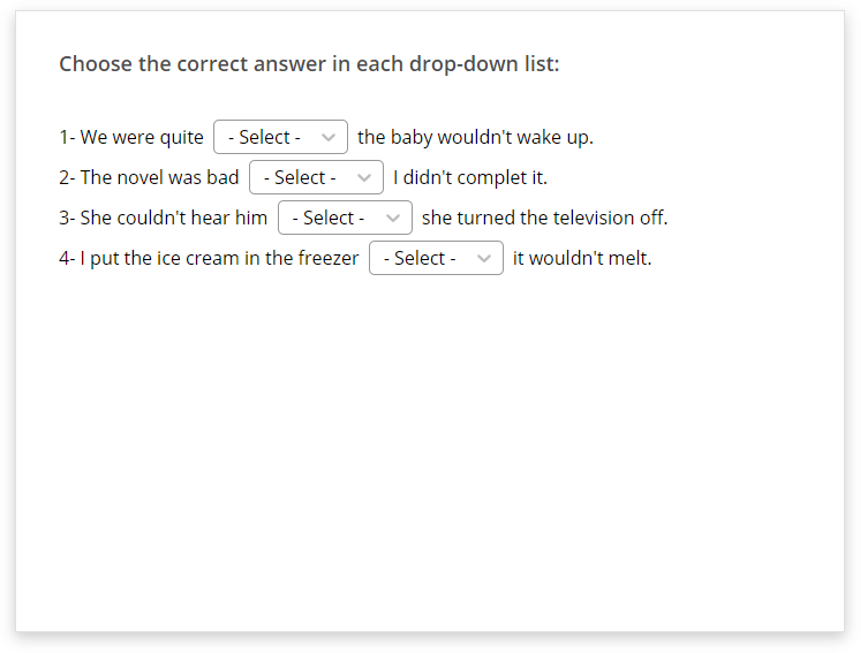 Choose the correct answer in each drop-down list:
1- We were quite - Select - the baby wouldn't wake up.
2- The novel was bad - Select - I didn't complet it.
3- She couldn't hear him - Select - she turned the television off.
4- I put the ice cream in the freezer - Select - it wouldn't melt.